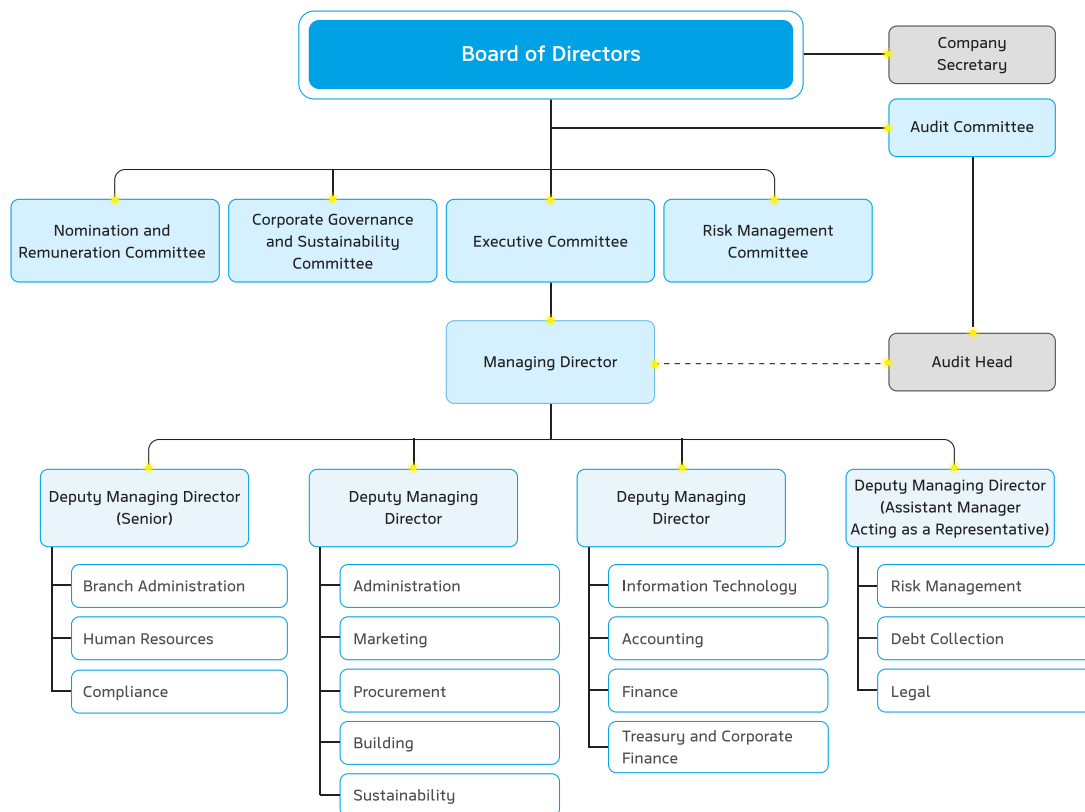 Board of Directors
Company
Secretary
Audit Committee
Nomination and
Remuneration Committee
Corporate Governance
and Sustainability
Committee
Executive Committee
Risk Management
Committee
Managing Director
Audit Head
Deputy Managing Director
(Senior)
Branch Administration
Human Resources
Compliance
Deputy Managing
Director
Administration
Marketing
Procurement
Building
Sustainability
Deputy Managing
Director
Information Technology
Accounting
Finance
Treasury and Corporate
Finance
Deputy Managing Director
(Assistant Manager
Acting as a Representative)
Risk Management
Debt Collection
Legal